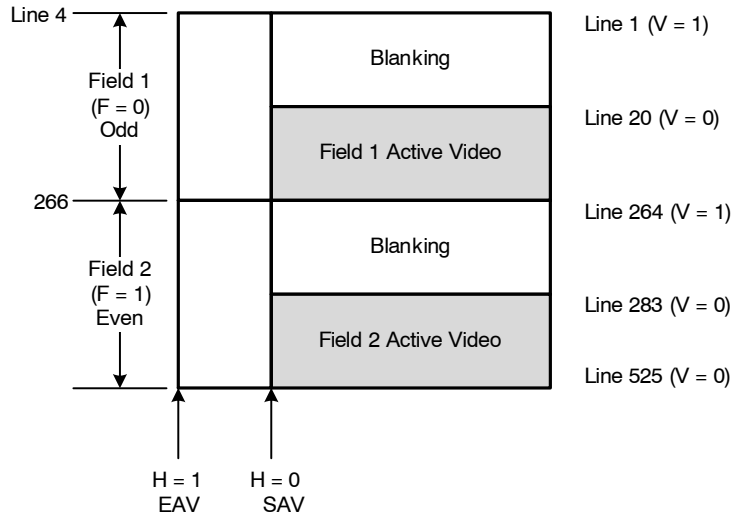 Line 4
Line 1 (V = 1)
Blanking
Field 1
(F = 0)
Odd
Line 20 (V = 0)
Field 1 Active Video
266
Line 264 (V = 1)
Blanking
Field 2
(F = 1)
Even
Line 283 (V = 0)
Field 2 Active Video
Line 525 (V = 0)
H = 1
EAV
H = 0
SAV